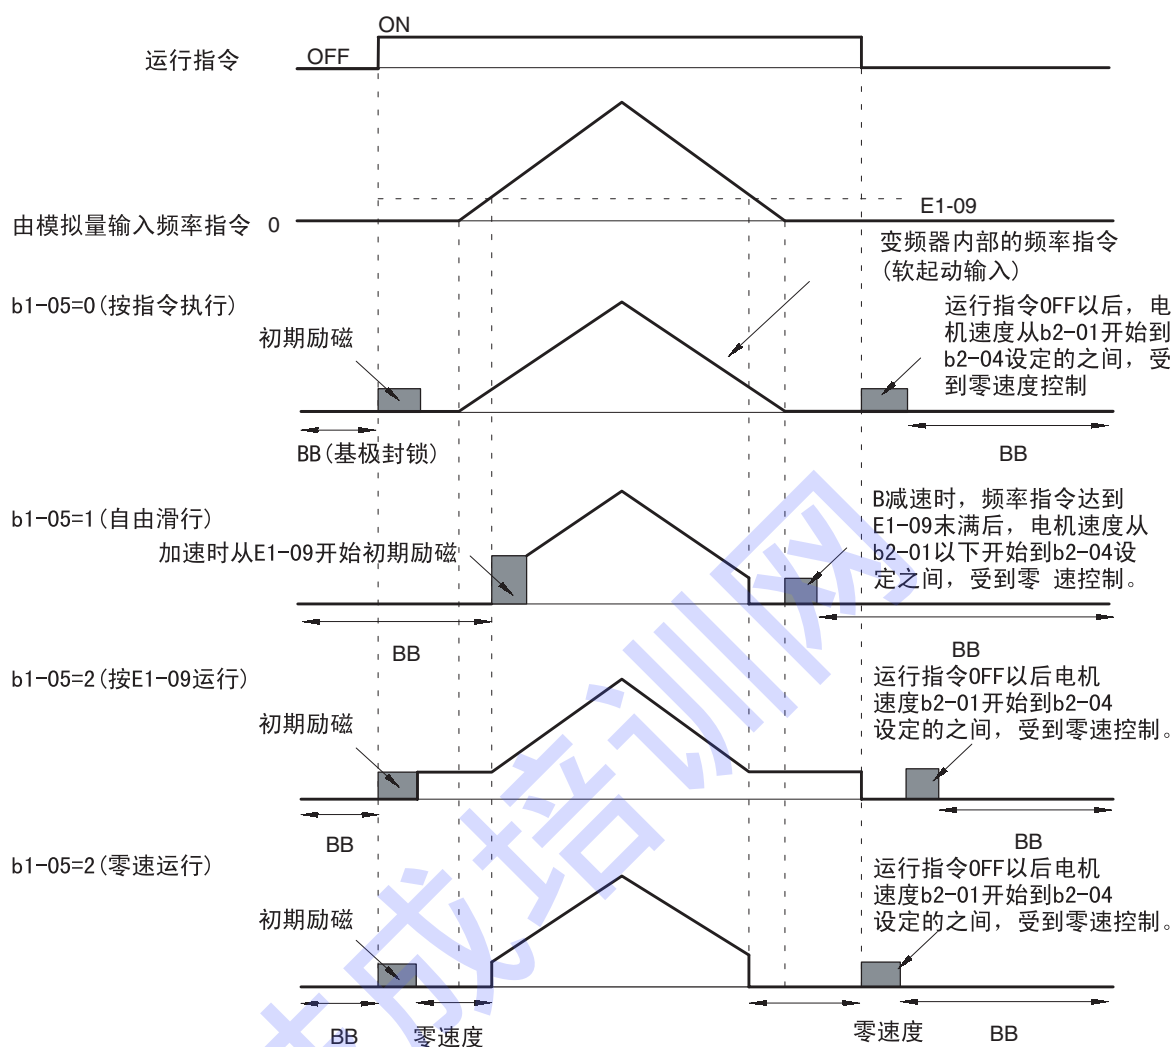 ON
运行指令
OFF
由模拟量输入频率指令 0
E1-09
变频器内部的频率指令
(软起动输入)
b1-05=0(按指令执行)
初期励磁
运行指令OFF以后，电
机速度从b2-01开始到
b2-04设定的之间，受
到零速度控制
BB(基极封锁)
BB
b1-05=1(自由滑行)
加速时从E1-09开始初期励磁
B减速时，频率指令达到
E1-09末满后，电机速度从
b2-01以下开始到b2-04设
定之间，受到零 速控制。
BB
BB
b1-05=2(按E1-09运行)
初期励磁
运行指令OFF以后电机
速度b2-01开始到b2-04
设定的之间，受到零速控制。
BB
BB
b1-05=2(零速运行)
初期励磁
运行指令OFF以后电机
速度b2-01开始到b2-04
设定的之间，受到零速控制。
BB
零速度
零速度
BB
成培训网